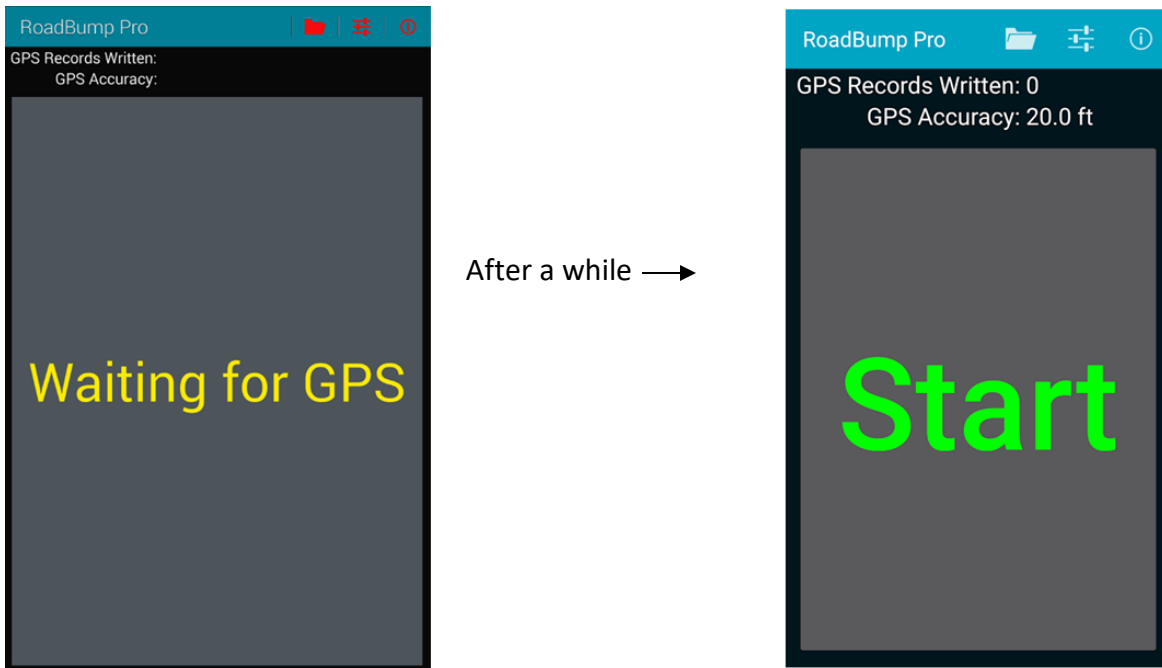 RoadBump Pro
GPS Records Written:
GPS Accuracy:
Waiting for GPS
After a while
RoadBump Pro
GPS Records Written: 0
GPS Accuracy: 20.0 ft
Start